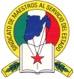 SINDICATO DE MAESTROS AL SERVICIO DEL ESTADO